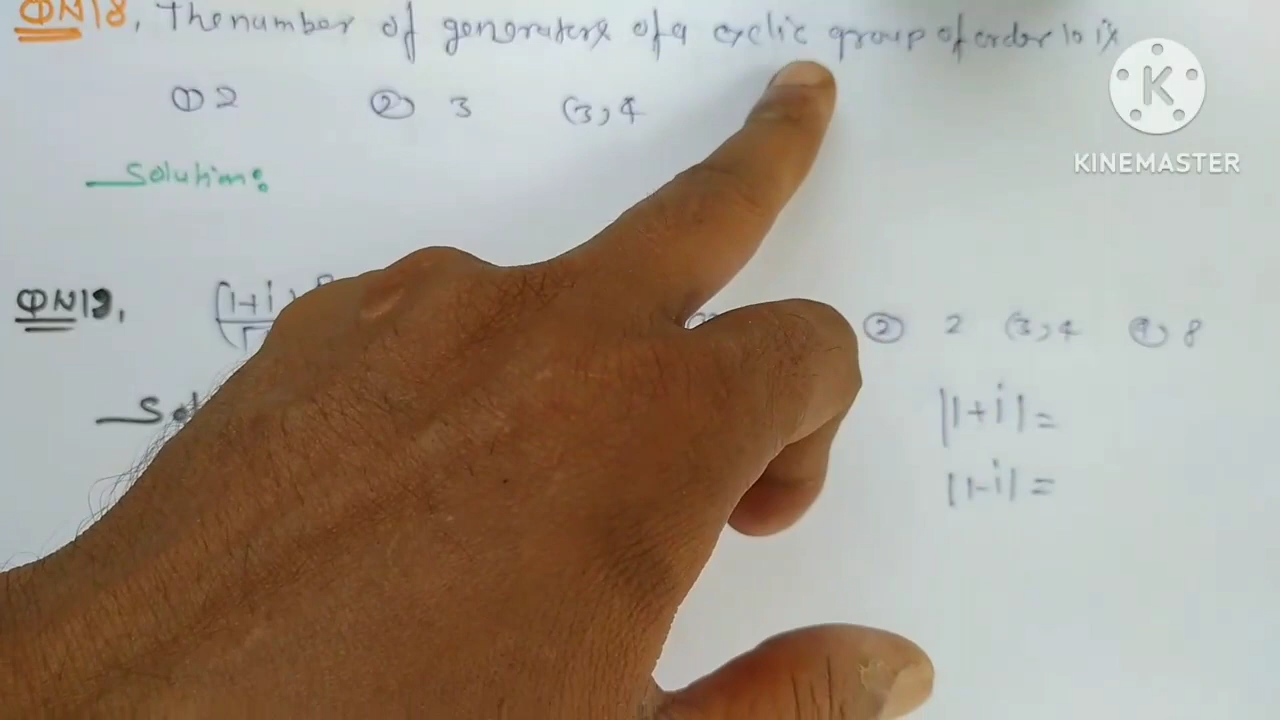 QN18, The number of generators of a cyclic group of order 10 is
① 2 ② 3 (3) 4
Solution:
QN19, (1+i) ② 2 (3) 4 ④ 8
|1+i| =
|1-i| =
K
KINEMASTER